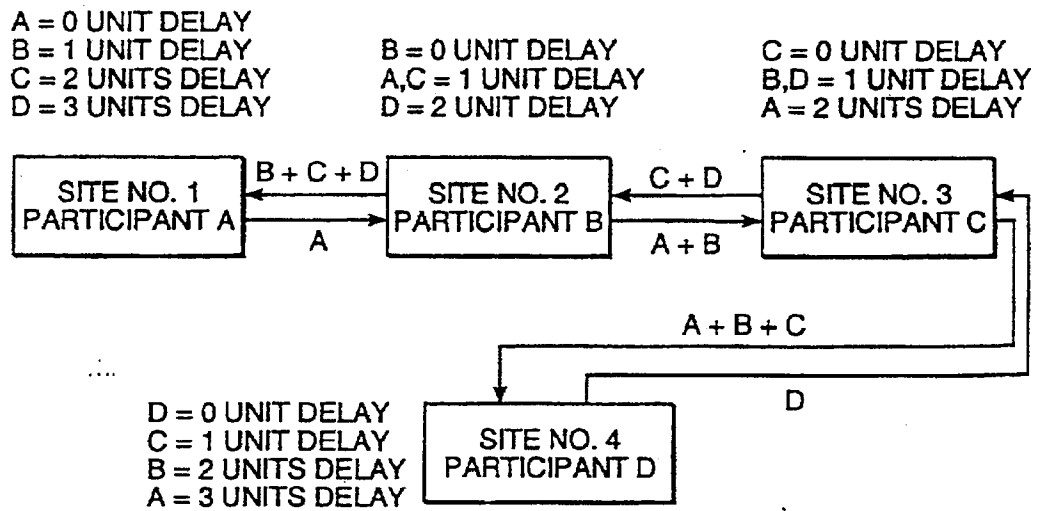 A = 0 UNIT DELAY
B = 1 UNIT DELAY
C = 2 UNITS DELAY
D = 3 UNITS DELAY
B = 0 UNIT DELAY
A,C = 1 UNIT DELAY
D = 2 UNIT DELAY
C = 0 UNIT DELAY
B,D = 1 UNIT DELAY
A = 2 UNITS DELAY
SITE NO. 1
PARTICIPANT A
B + C + D
A
SITE NO. 2
PARTICIPANT B
C + D
A + B
SITE NO. 3
PARTICIPANT C
A + B + C
D
D = 0 UNIT DELAY
C = 1 UNIT DELAY
B = 2 UNITS DELAY
A = 3 UNITS DELAY
SITE NO. 4
PARTICIPANT D